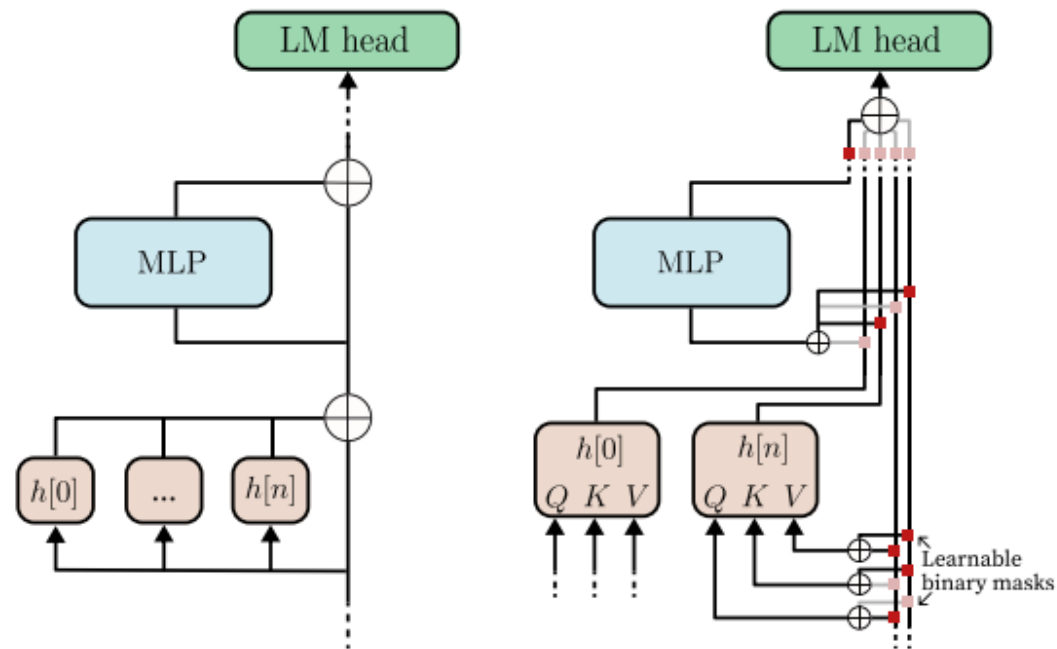 LM head
MLP
h[0]
...
h[n]
LM head
MLP
h[0]
Q K V
h[n]
Q K V
Learnable
binary masks